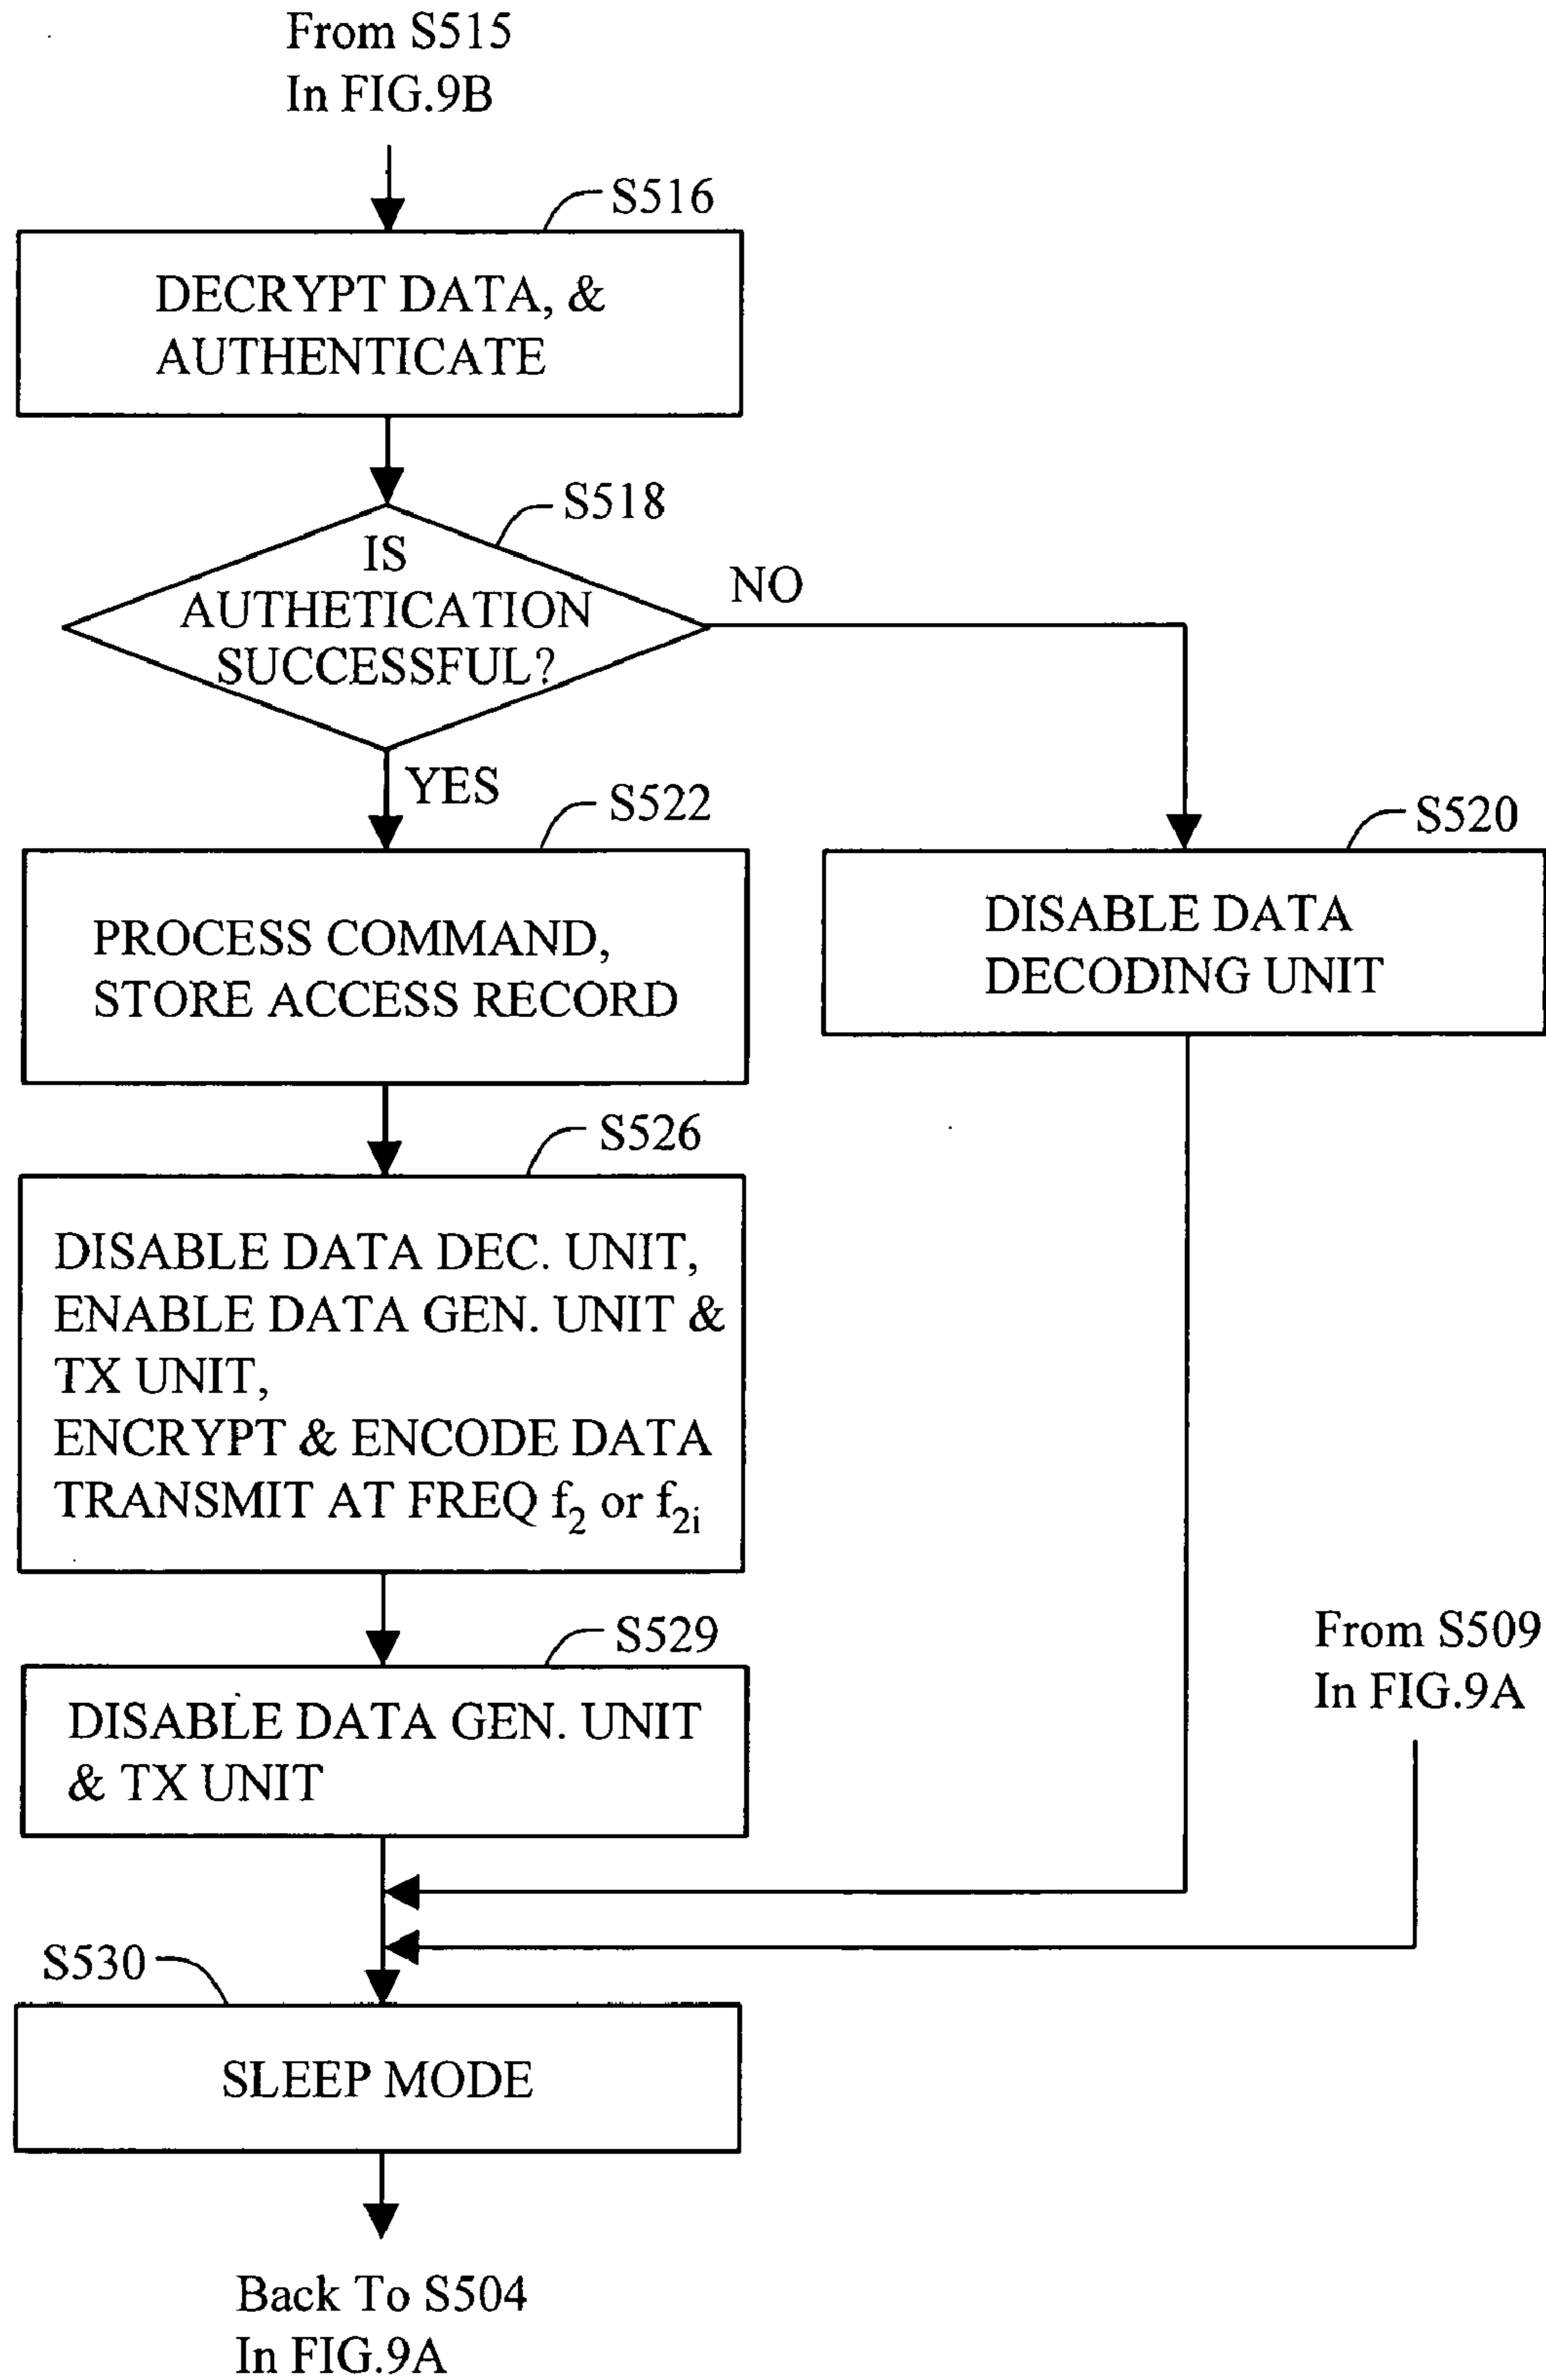 From S515
In FIG.9B
S516
DECRYPT DATA, &
AUTHENTICATE
S518
IS
AUTHETICATION
SUCCESSFUL?
NO
YES
S522
PROCESS COMMAND,
STORE ACCESS RECORD
S520
DISABLE DATA
DECODING UNIT
S526
DISABLE DATA DEC. UNIT,
ENABLE DATA GEN. UNIT &
TX UNIT,
ENCRYPT & ENCODE DATA
TRANSMIT AT FREQ f2 or f2i
S529
DISABLE DATA GEN. UNIT
& TX UNIT
From S509
In FIG.9A
S530
SLEEP MODE
Back To S504
In FIG.9A